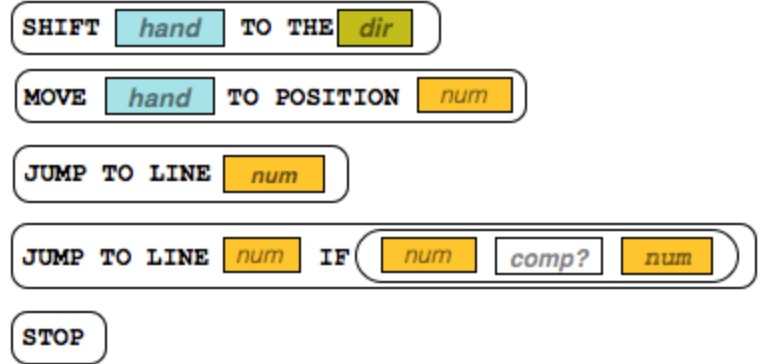 SHIFT hand TO THE dir
MOVE hand TO POSITION num
JUMP TO LINE num
JUMP TO LINE num IF num comp? num
STOP